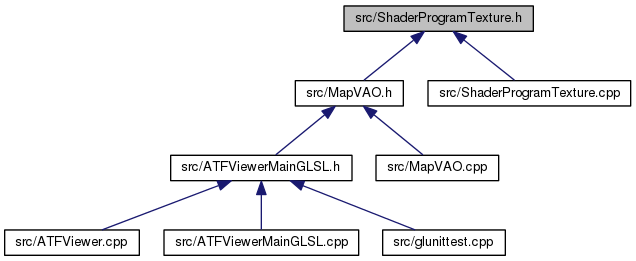 src/ShaderProgramTexture.h
src/MapVAO.h
src/ShaderProgramTexture.cpp
src/ATFViewerMainGLSL.h
src/MapVAO.cpp
src/ATFViewer.cpp
src/ATFViewerMainGLSL.cpp
src/glunittest.cpp